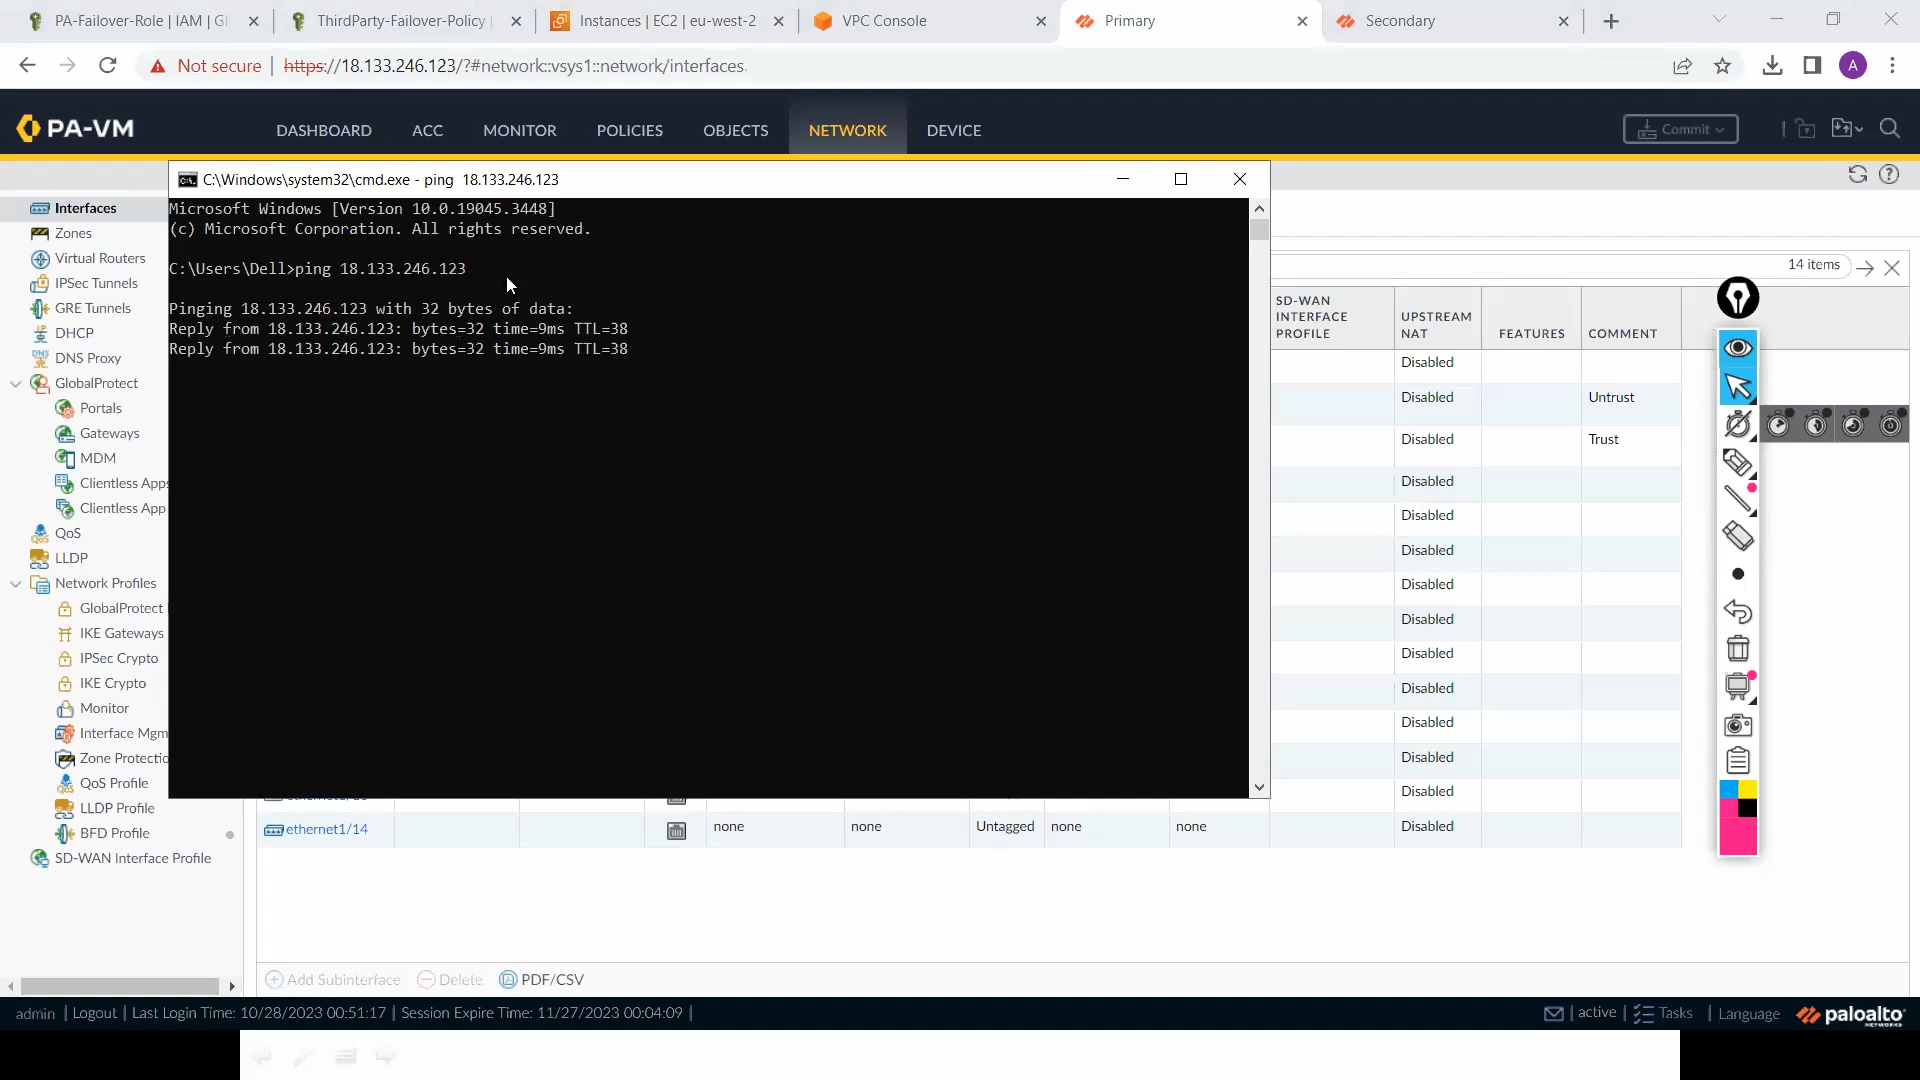 PA-Failover-Role | IAM | Gl
ThirdParty-Failover-Policy |
Instances | EC2 | eu-west-2
VPC Console
Primary
Secondary
Not secure | https://18.133.246.123/?#network::vsys1::network/interfaces
A
PA-VM
DASHBOARD
ACC
MONITOR
POLICIES
OBJECTS
NETWORK
DEVICE
Commit
C:\Windows\system32\cmd.exe - ping 18.133.246.123
Microsoft Windows [Version 10.0.19045.3448]
(c) Microsoft Corporation. All rights reserved.
C:\Users\Dell>ping 18.133.246.123
Pinging 18.133.246.123 with 32 bytes of data:
Reply from 18.133.246.123: bytes=32 time=9ms TTL=38
Reply from 18.133.246.123: bytes=32 time=9ms TTL=38
Interfaces
Zones
Virtual Routers
IPSec Tunnels
GRE Tunnels
DHCP
DNS Proxy
GlobalProtect
Portals
Gateways
MDM
Clientless Apps
Clientless App
QoS
LLDP
Network Profiles
GlobalProtect
IKE Gateways
IPSec Crypto
IKE Crypto
Monitor
Interface Mgm
Zone Protectio
QoS Profile
LLDP Profile
BFD Profile
SD-WAN Interface Profile
14 items
SD-WAN INTERFACE PROFILE
UPSTREAM NAT
FEATURES
COMMENT
Disabled
Disabled Untrust
Disabled Trust
Disabled
Disabled
Disabled
Disabled
Disabled
Disabled
Disabled
Disabled
Disabled
Disabled
ethernet1/14 none none Untagged none none Disabled
Add Subinterface
Delete
PDF/CSV
admin | Logout | Last Login Time: 10/28/2023 00:51:17 | Session Expire Time: 11/27/2023 00:04:09 |
active | Tasks | Language
paloalto
NETWORKS